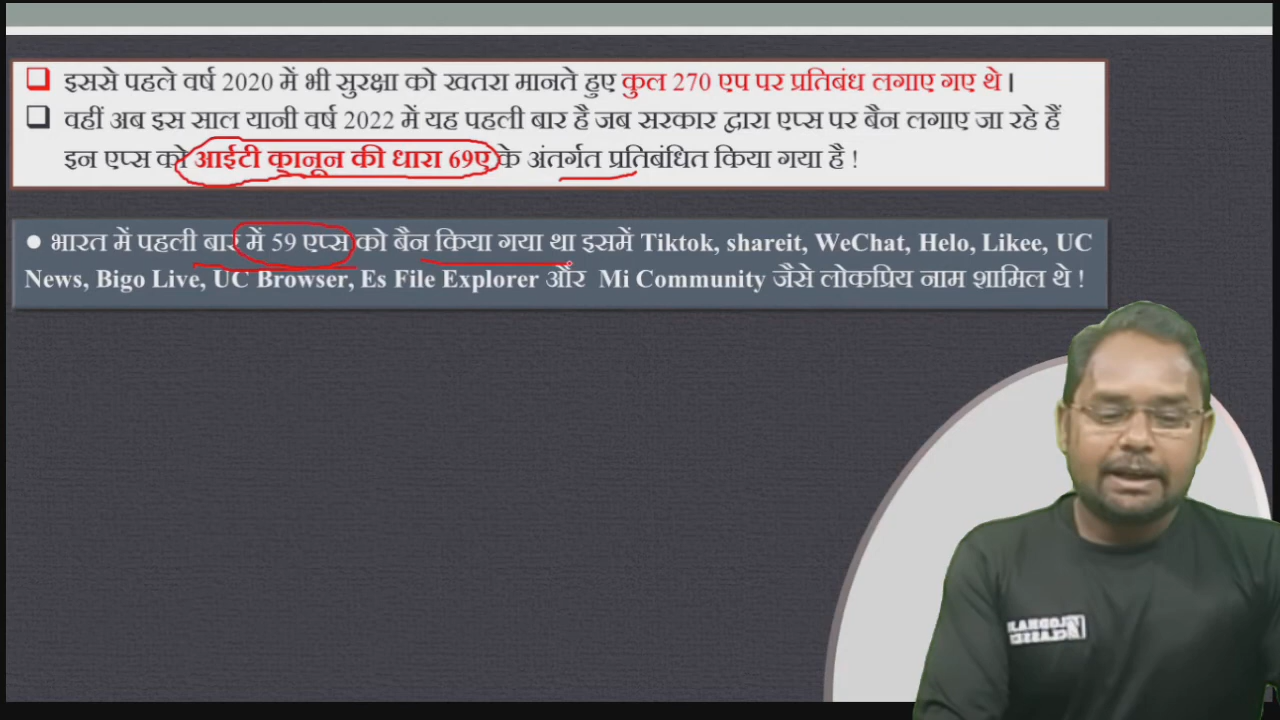 इससे पहले वर्ष 2020 में भी सुरक्षा को खतरा मानते हुए कुल 270 एप पर प्रतिबंध लगाए गए थे ।
वहीं अब इस साल यानी वर्ष 2022 में यह पहली बार है जब सरकार द्वारा एप्स पर बैन लगाए जा रहे हैं
इन एप्स को आईटी कानून की धारा 69ए के अंतर्गत प्रतिबंधित किया गया है !
● भारत में पहली बार में 59 एप्स को बैन किया गया था इसमें Tiktok, shareit, WeChat, Helo, Likee, UC
News, Bigo Live, UC Browser, Es File Explorer और Mi Community जैसे लोकप्रिय नाम शामिल थे !